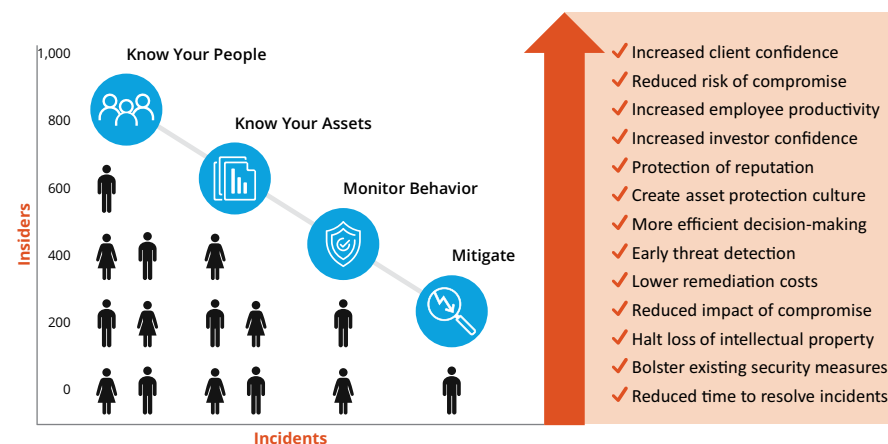 Know Your People
Know Your Assets
Monitor Behavior
Mitigate
1,000
800
600
400
200
0
Insiders
Incidents
Increased client confidence
Reduced risk of compromise
Increased employee productivity
Increased investor confidence
Protection of reputation
Create asset protection culture
More efficient decision-making
Early threat detection
Lower remediation costs
Reduced impact of compromise
Halt loss of intellectual property
Bolster existing security measures
Reduced time to resolve incidents